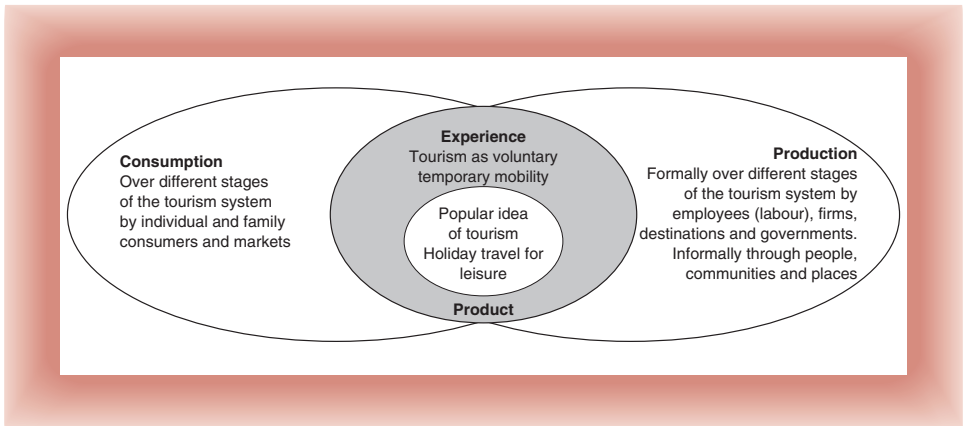 Consumption
Over different stages
of the tourism system
by individual and family
consumers and markets
Experience
Tourism as voluntary
temporary mobility
Popular idea
of tourism
Holiday travel for
leisure
Product
Production
Formally over different stages
of the tourism system by
employees (labour), firms,
destinations and governments.
Informally through people,
communities and places